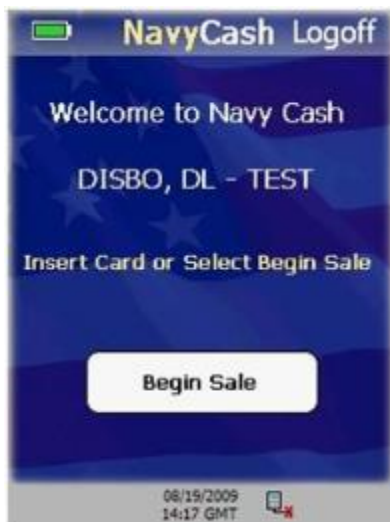 NavyCash Logoff
Welcome to Navy Cash
DISBO, DL - TEST
Insert Card or Select Begin Sale
Begin Sale
08/19/2009
14:17 GMT